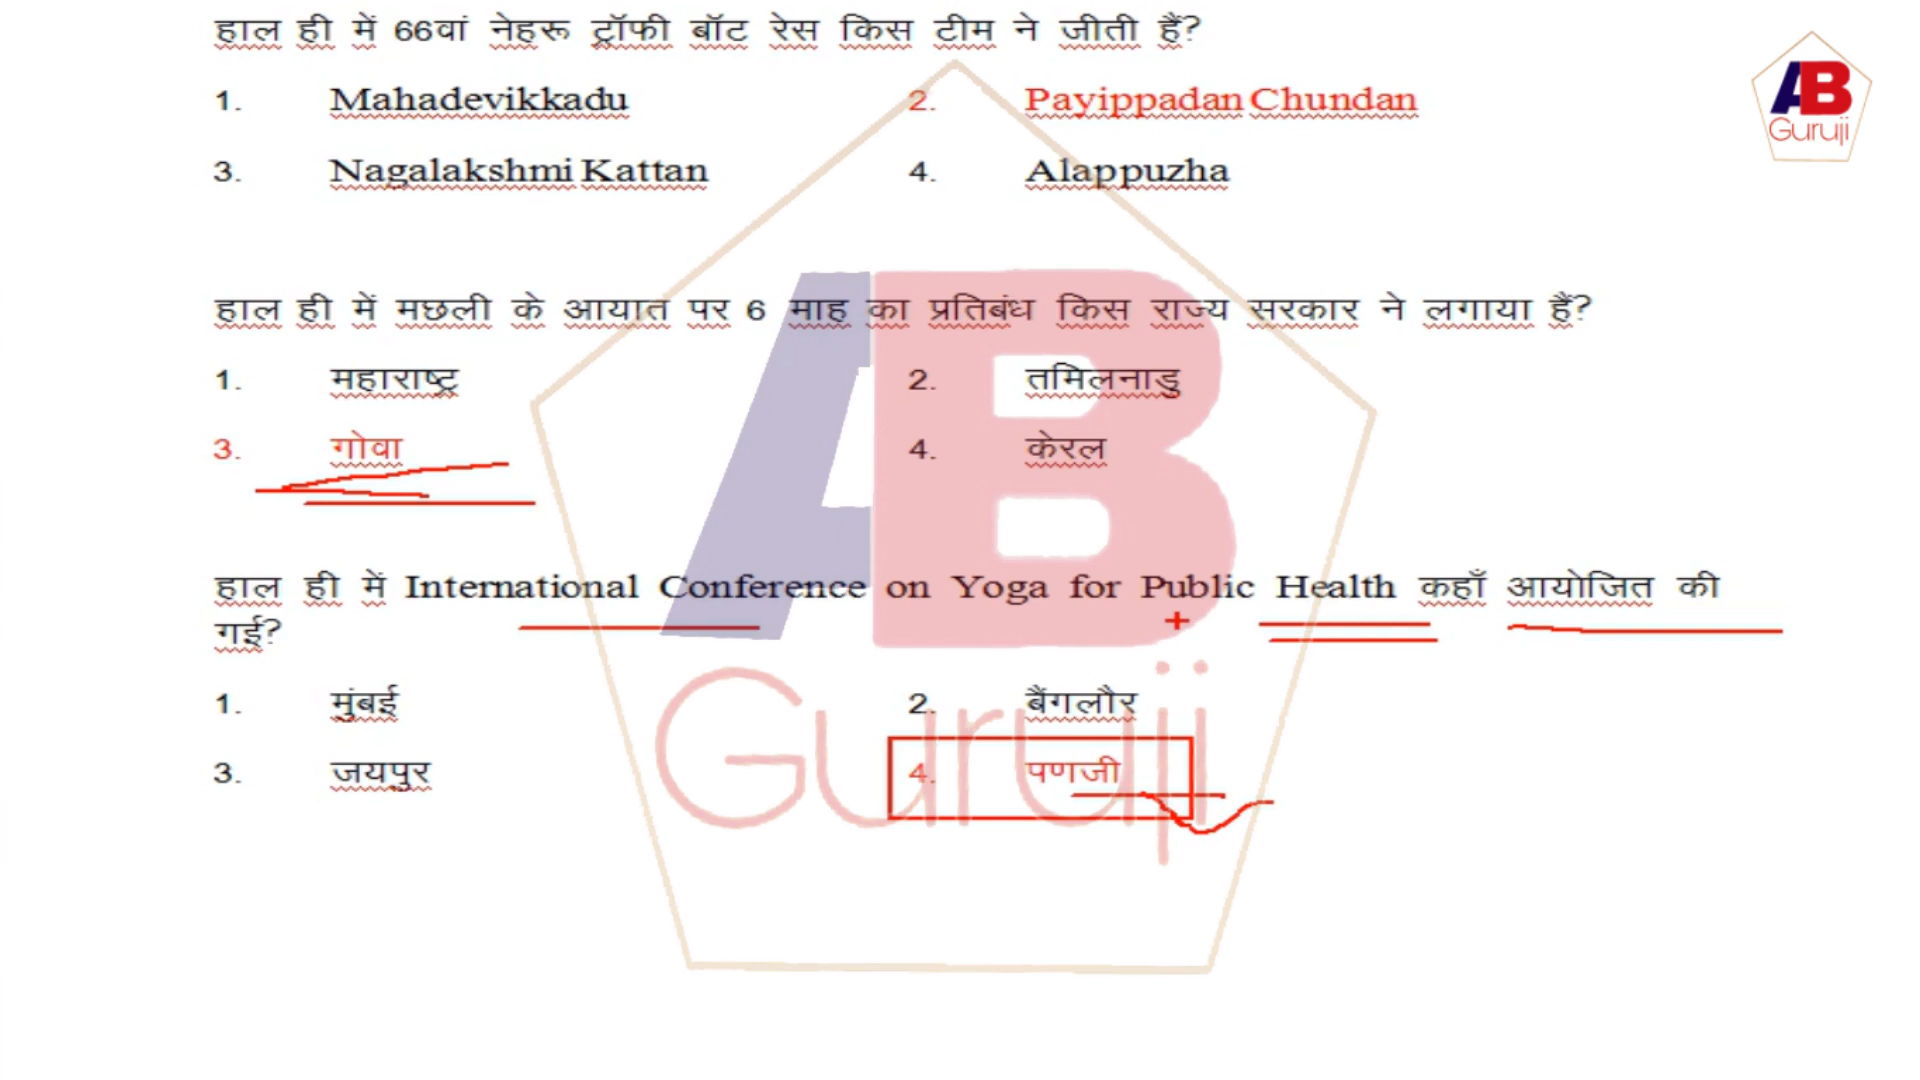 हाल ही में 66वां नेहरू ट्रॉफी बॉट रेस किस टीम ने जीती हैं?
1. Mahadevikkadu 2. Payippadan Chundan
3. Nagalakshmi Kattan 4. Alappuzha
AB
Guruji
हाल ही में मछली के आयात पर 6 माह का प्रतिबंध किस राज्य सरकार ने लगाया हैं?
1. महाराष्ट्र 2. तमिलनाडु
3. गोवा 4. केरल
हाल ही में International Conference on Yoga for Public Health कहाँ आयोजित की
गई?
1. मुंबई 2. बैंगलौर
3. जयपुर 4. पणजी
AB
Guruji